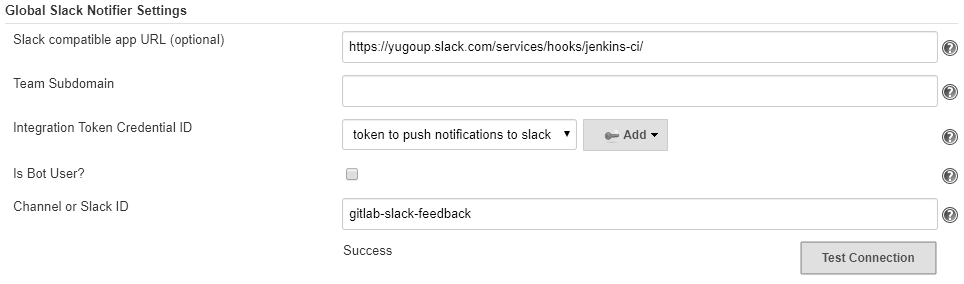 Global Slack Notifier Settings
Slack compatible app URL (optional)
https://yugoup.slack.com/services/hooks/jenkins-ci/
Team Subdomain
Integration Token Credential ID
token to push notifications to slack
Add
Is Bot User?
Channel or Slack ID
gitlab-slack-feedback
Success
Test Connection